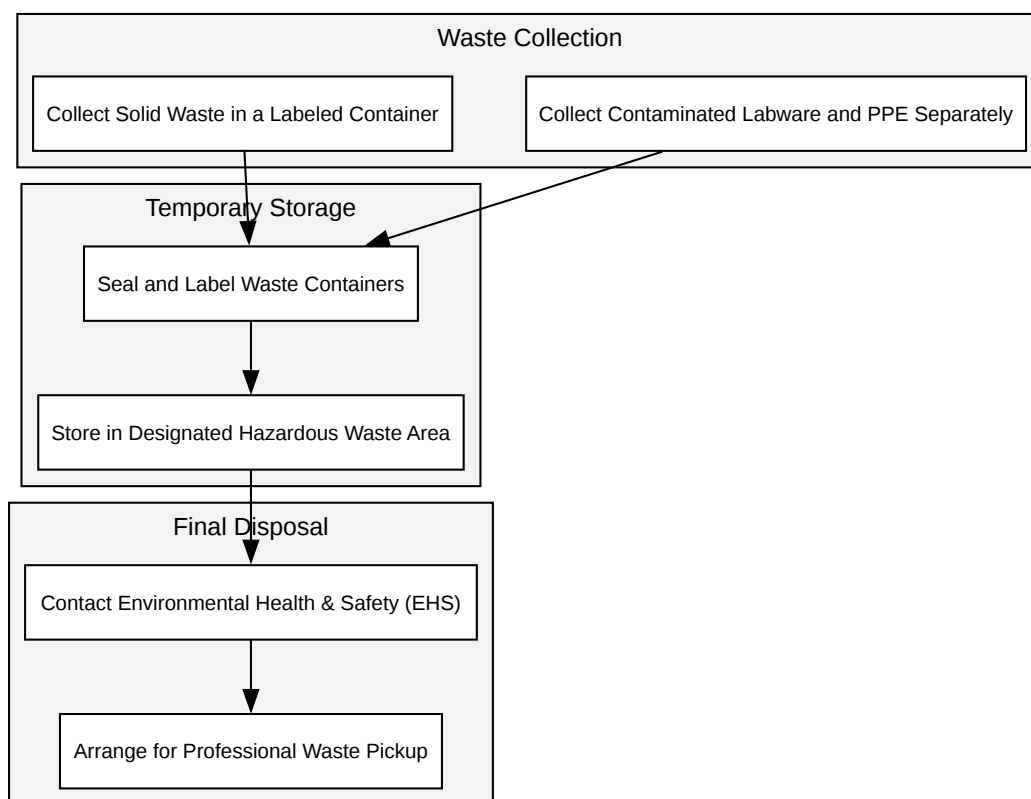 Waste Collection
Collect Solid Waste in a Labeled Container
Collect Contaminated Labware and PPE Separately
Temporary Storage
Seal and Label Waste Containers
Store in Designated Hazardous Waste Area
Final Disposal
Contact Environmental Health & Safety (EHS)
Arrange for Professional Waste Pickup